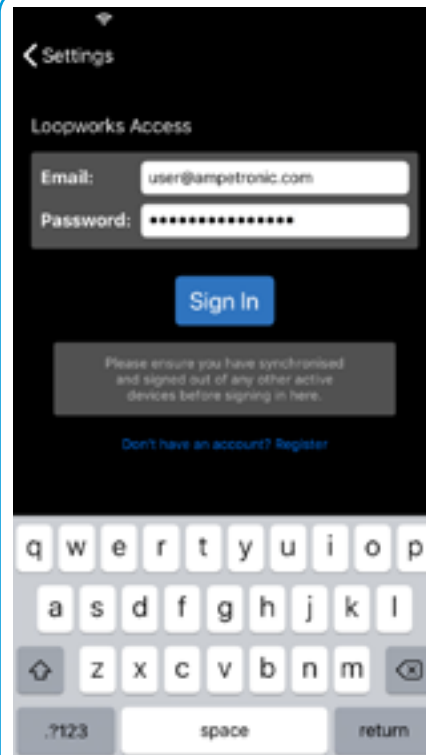 Settings
Loopworks Access
Email: user@ampetronic.com
Password: •••••••••••••••
Sign In
Please ensure you have synchronised
and signed out of any other active
devices before signing in here.
Don't have an account? Register
q w e r t y u i o p
a s d f g h j k l
z x c v b n m
.?123 space return